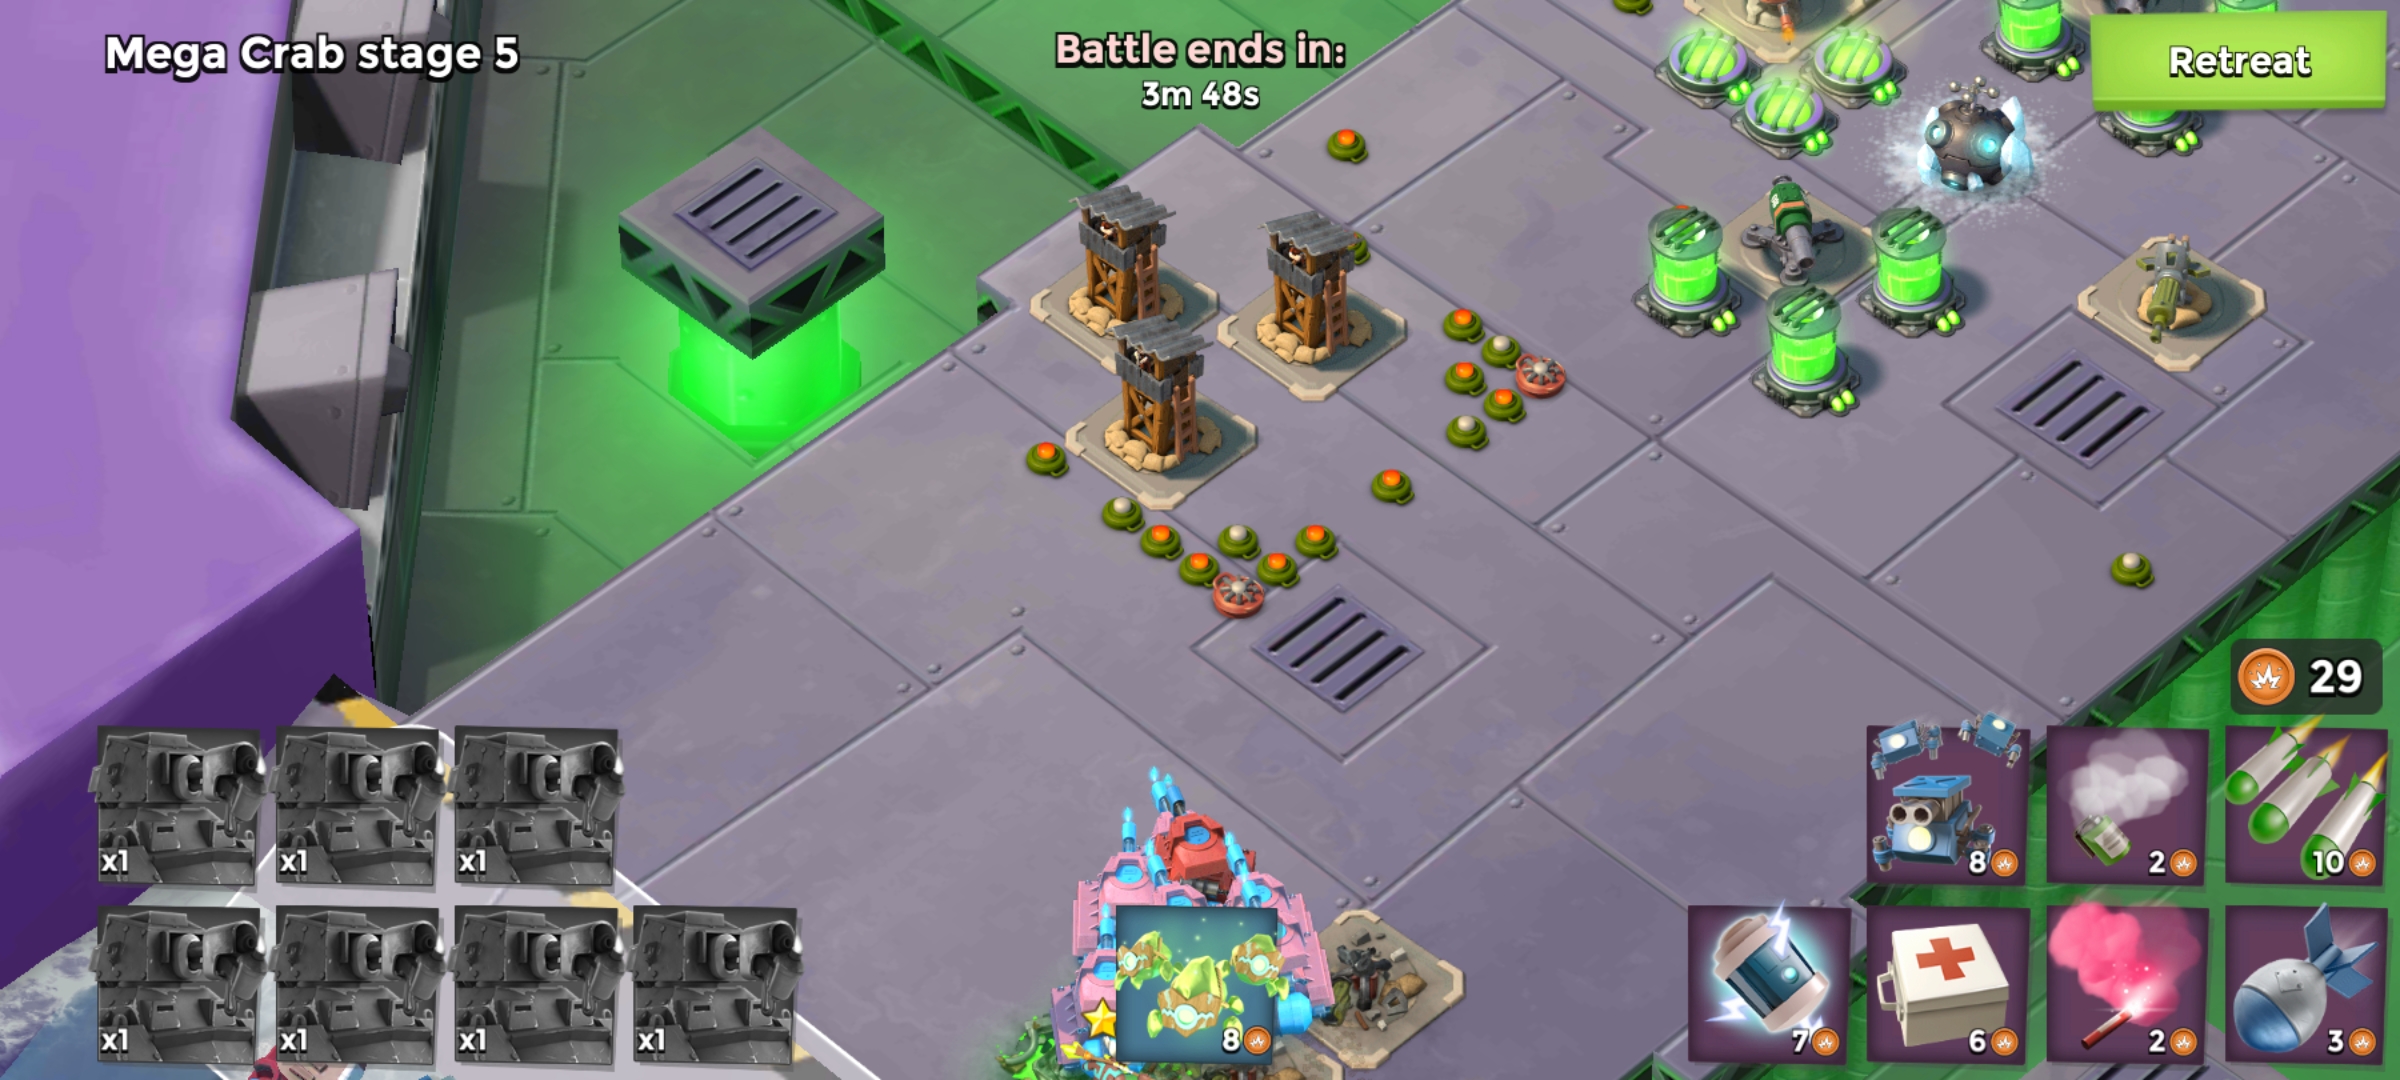 Mega Crab stage 5
Battle ends in:
3m 48s
Retreat
29
x1
x1
x1
8
2
10
x1
x1
x1
x1
8
7
6
2
3